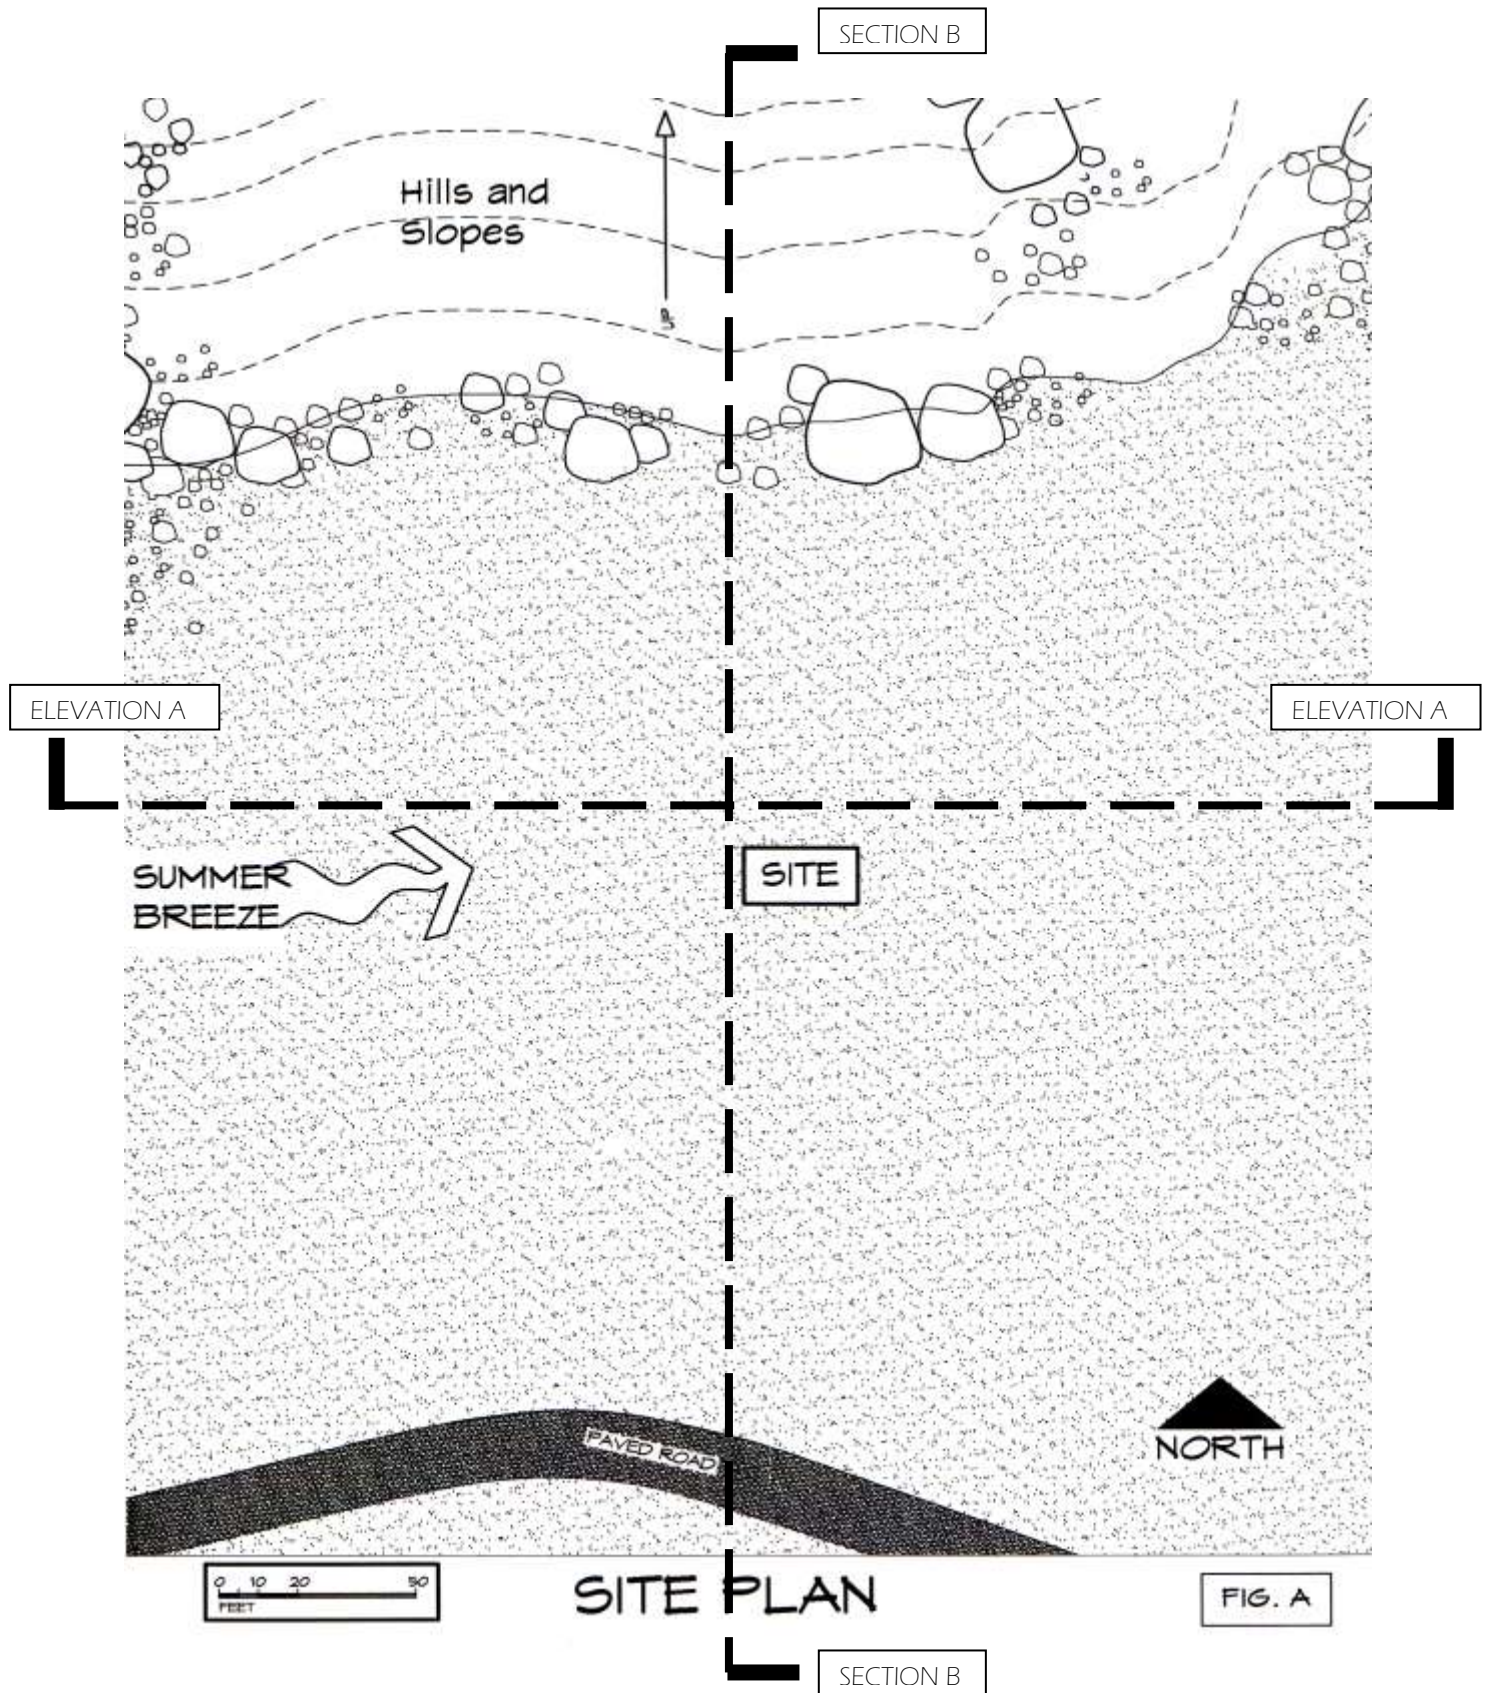 SECTION B
Hills and
Slopes
ELEVATION A
ELEVATION A
SUMMER
BREEZE
SITE
PAVED ROAD
NORTH
0 10 20 50
FEET
SITE PLAN
FIG. A
SECTION B